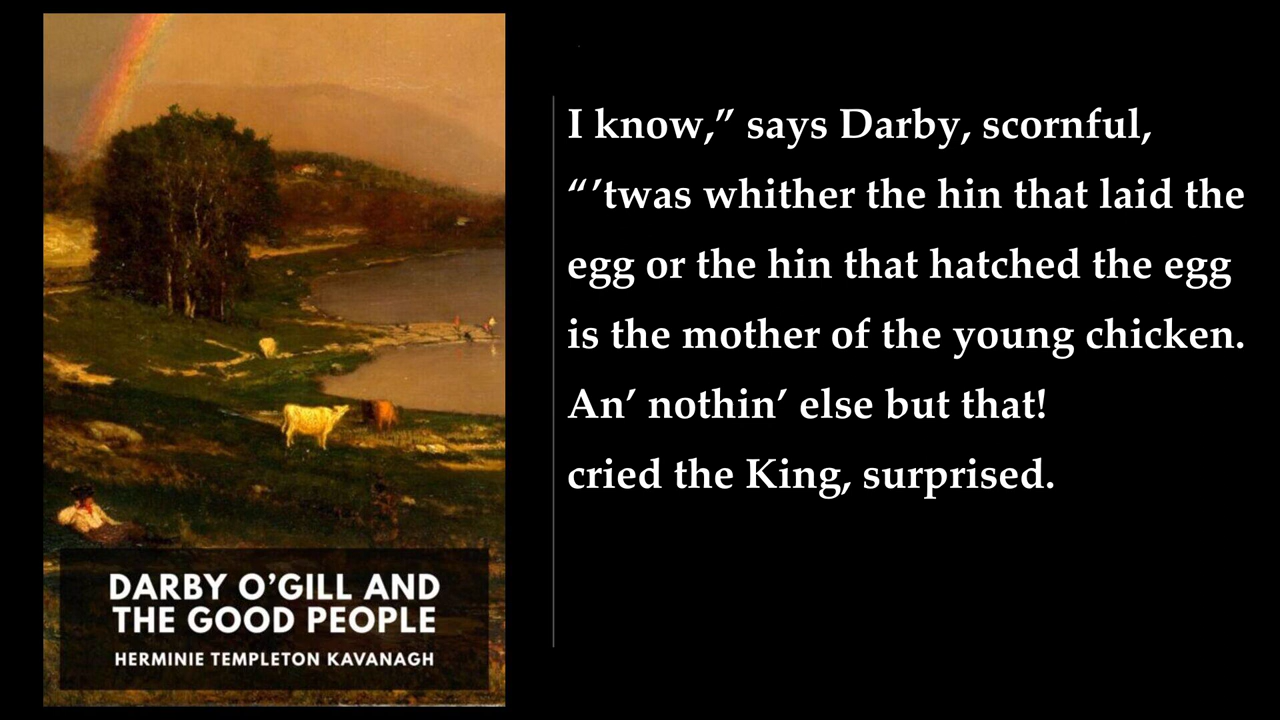 I know,” says Darby, scornful,
“ ’twas whither the hin that laid the
egg or the hin that hatched the egg
is the mother of the young chicken.
An’ nothin’ else but that!
cried the King, surprised.
DARBY O’GILL AND
THE GOOD PEOPLE
HERMINIE TEMPLETON KAVANAGH